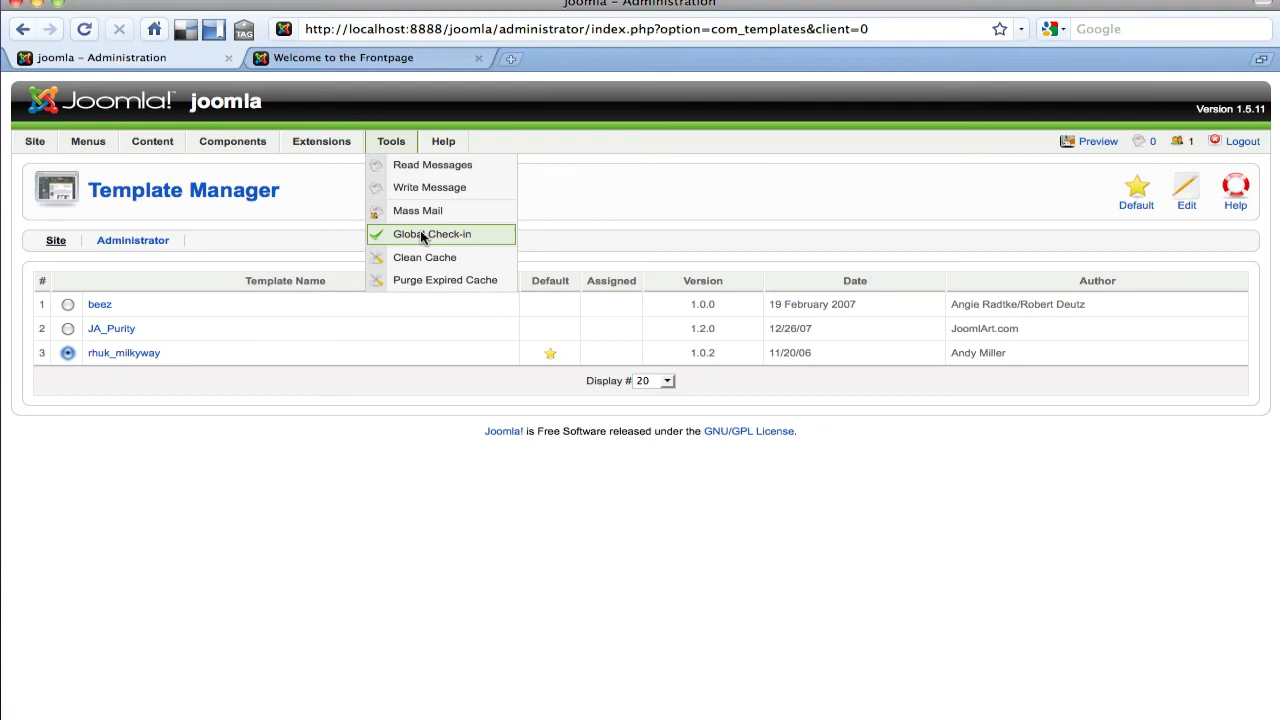 joomla – Administration
TAG
http://localhost:8888/joomla/administrator/index.php?option=com_templates&client=0
Google
joomla – Administration
Welcome to the Frontpage
Joomla! joomla
Version 1.5.11
Site Menus Content Components Extensions Tools Help Preview 0 1 Logout
Read Messages
Write Message
Mass Mail
Global Check-in
Clean Cache
Purge Expired Cache
Template Manager
Default Edit Help
Site Administrator
# Template Name Default Assigned Version Date Author
1 beez 1.0.0 19 February 2007 Angie Radtke/Robert Deutz
2 JA_Purity 1.2.0 12/26/07 JoomlArt.com
3 rhuk_milkyway 1.0.2 11/20/06 Andy Miller
Display # 20
Joomla! is Free Software released under the GNU/GPL License.